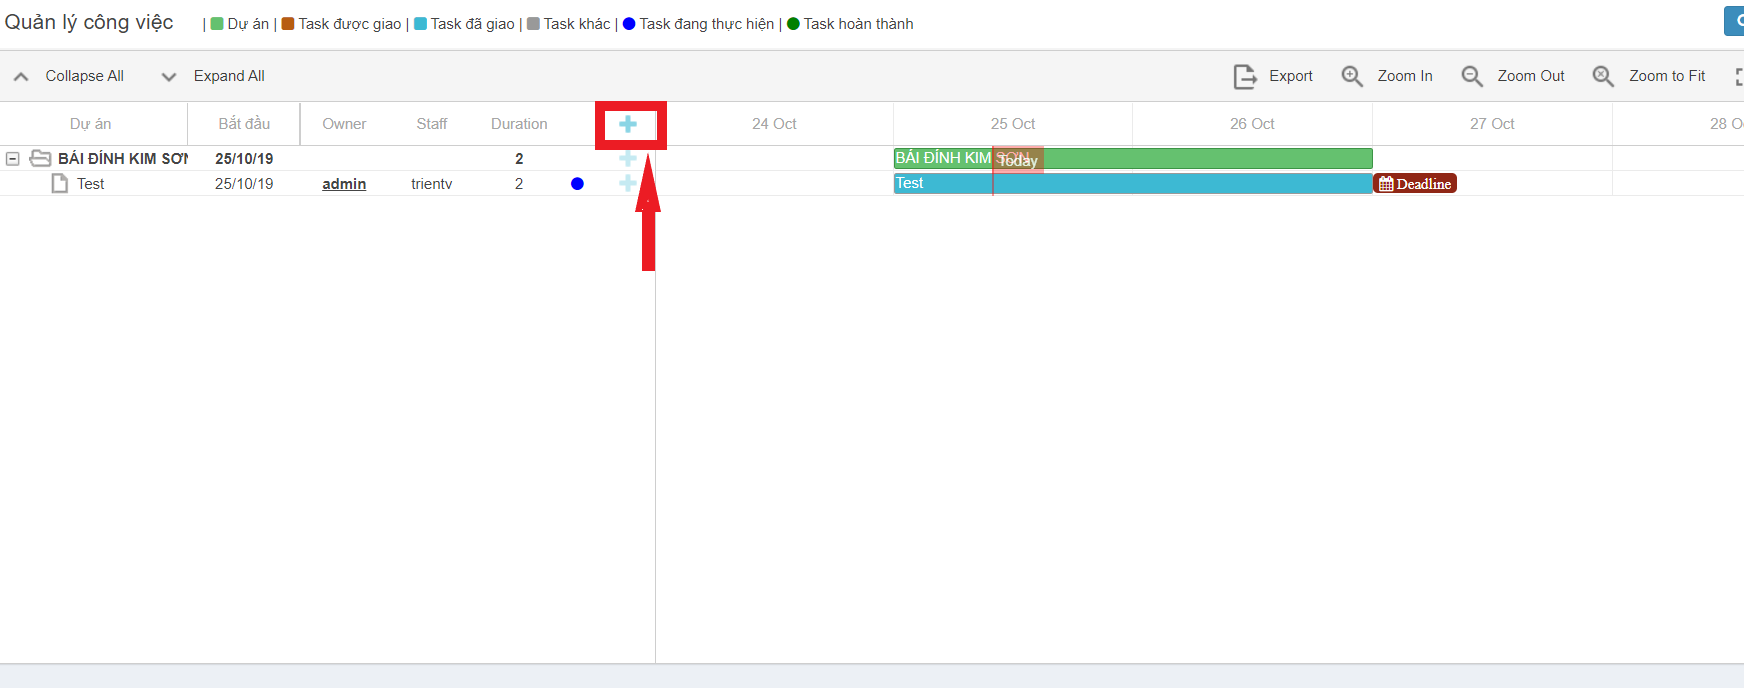 Quản lý công việc | Dự án | Task được giao | Task đã giao | Task khác | Task đang thực hiện | Task hoàn thành
Collapse All Expand All Export Zoom In Zoom Out Zoom to Fit
Dự án Bắt đầu Owner Staff Duration 24 Oct 25 Oct 26 Oct 27 Oct 28
BÁI ĐÍNH KIM SƠN 25/10/19 2 BÁI ĐÍNH KIM SƠN Today
Test 25/10/19 admin trientv 2 Test Deadline